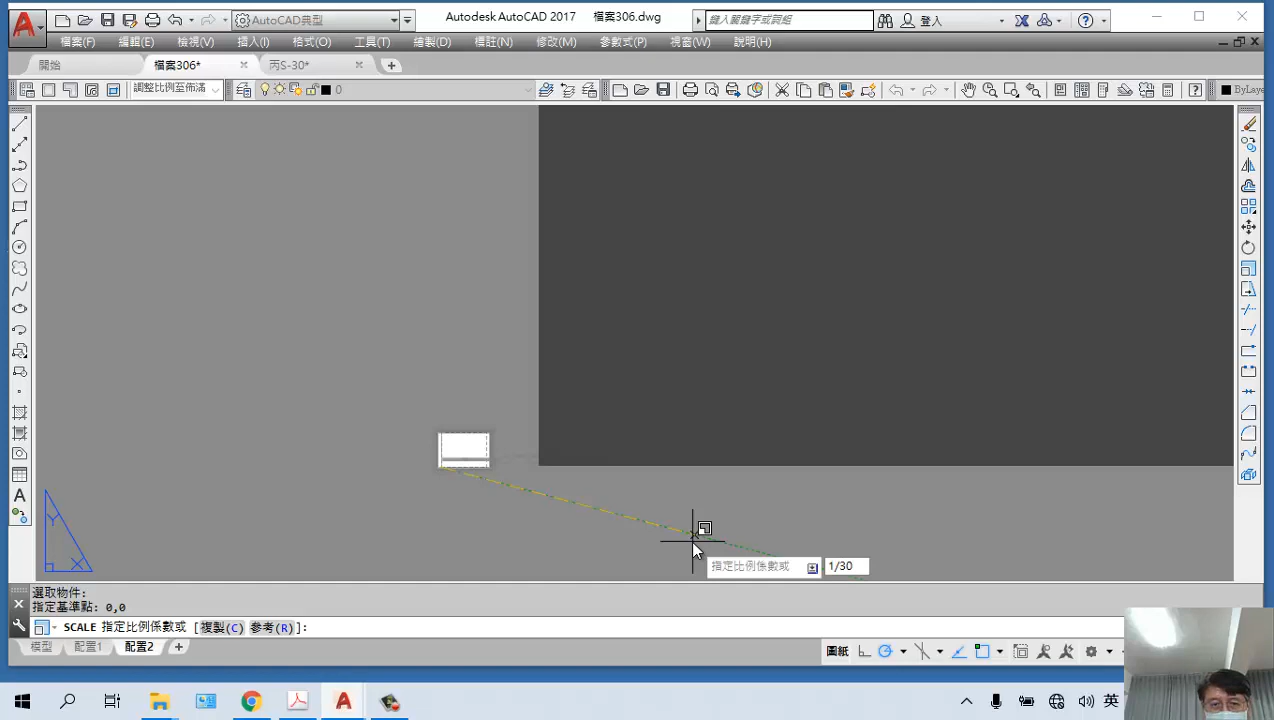 AutoCAD典型
Autodesk AutoCAD 2017 檔案306.dwg
鍵入關鍵字或片語
登入
檔案(F) 編輯(E) 檢視(V) 插入(I) 格式(O) 工具(T) 繪製(D) 標註(N) 修改(M) 參數式(P) 視窗(W) 說明(H)
開始 檔案306* 丙S-30*
調整比例至佈滿 0 ByLaye
指定比例係數或 1/30
Y
X
選取物件:
指定基準點: 0,0
SCALE 指定比例係數或 [複製(C) 參考(R)]:
模型 配置1 配置2
圖紙
英